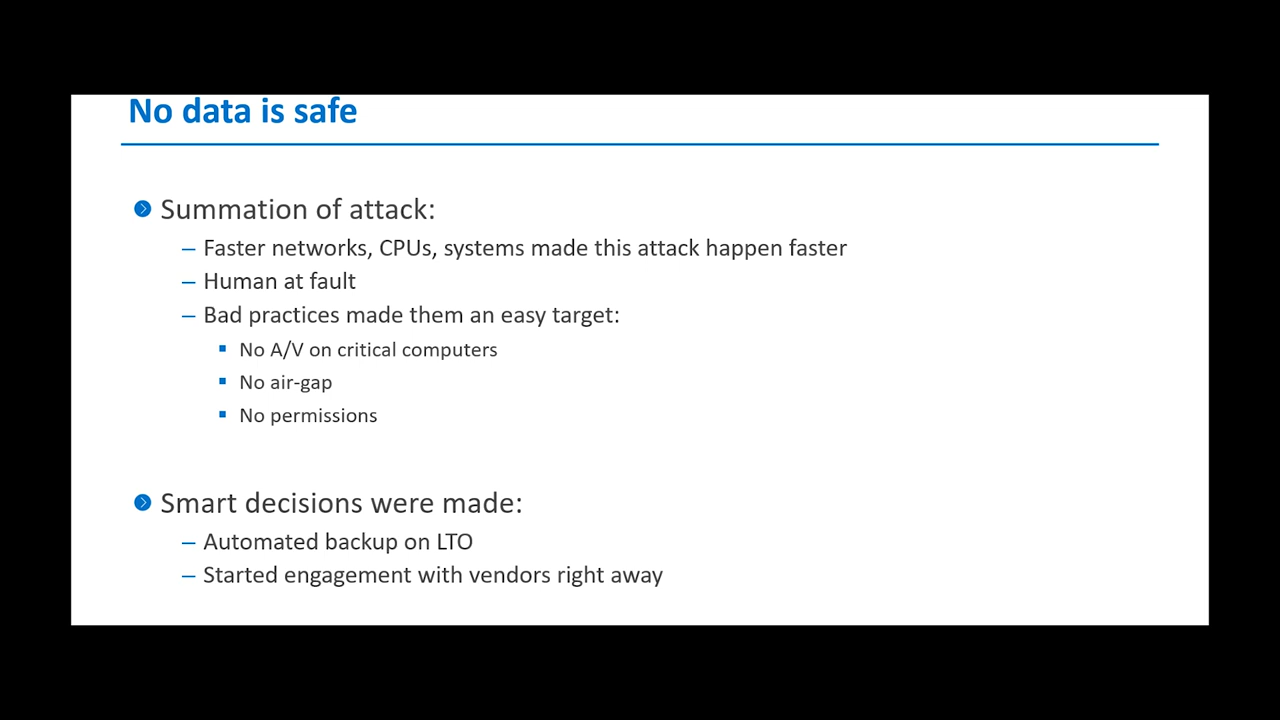 No data is safe
Summation of attack:
– Faster networks, CPUs, systems made this attack happen faster
– Human at fault
– Bad practices made them an easy target:
▪ No A/V on critical computers
▪ No air-gap
▪ No permissions
Smart decisions were made:
– Automated backup on LTO
– Started engagement with vendors right away